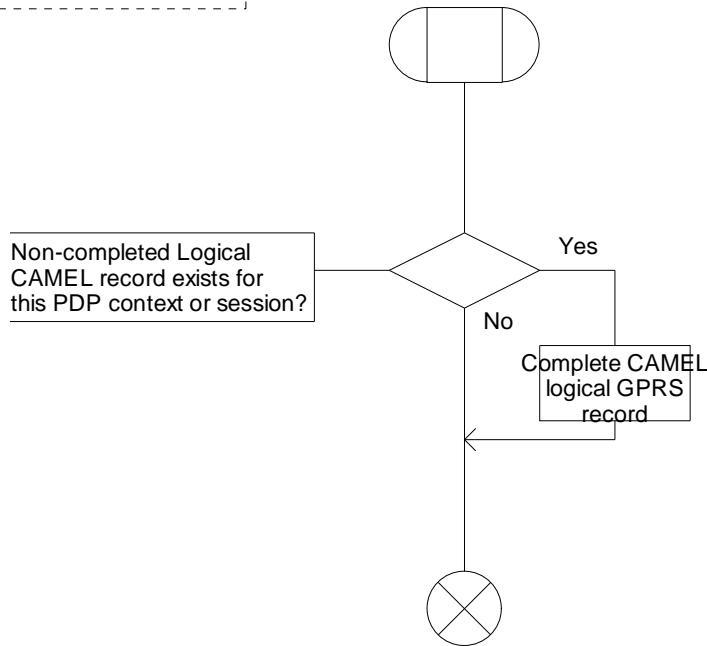 Non-completed Logical
CAMEL record exists for
this PDP context or session?
Yes
No
Complete CAMEL
logical GPRS
record